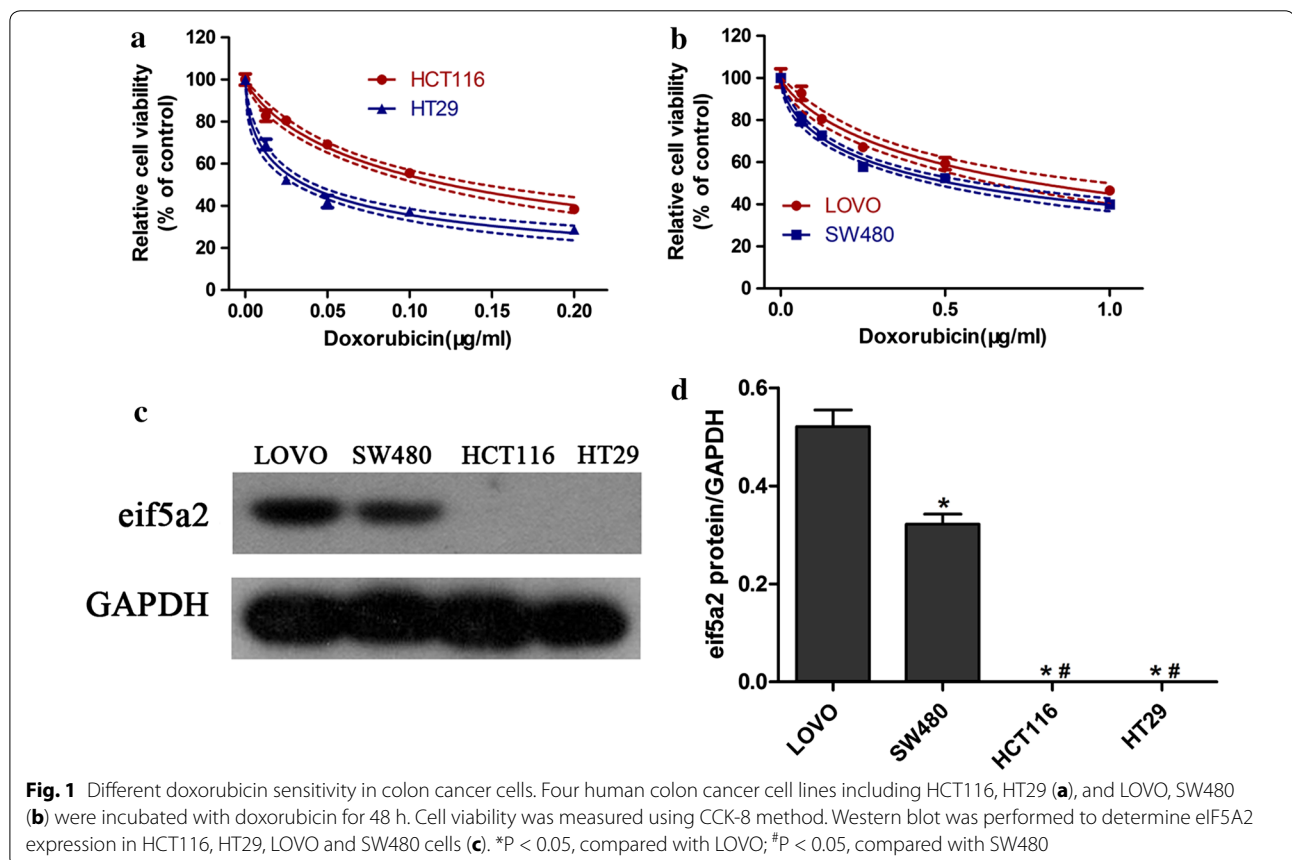 a
120
100
80
60
40
20
0
Relative cell viability
(% of control)
HCT116
HT29
0.00
0.05
0.10
0.15
0.20
Doxorubicin(µg/ml)
b
120
100
80
60
40
20
0
Relative cell viability
(% of control)
LOVO
SW480
0.0
0.5
1.0
Doxorubicin(µg/ml)
c
LOVO SW480 HCT116 HT29
eif5a2
GAPDH
d
eif5a2 protein/GAPDH
0.6
0.4
0.2
0.0
*
* #
* #
LOVO
SW480
HCT116
HT29
Fig. 1 Different doxorubicin sensitivity in colon cancer cells. Four human colon cancer cell lines including HCT116, HT29 (a), and LOVO, SW480
(b) were incubated with doxorubicin for 48 h. Cell viability was measured using CCK-8 method. Western blot was performed to determine eIF5A2
expression in HCT116, HT29, LOVO and SW480 cells (c). *P < 0.05, compared with LOVO; #P < 0.05, compared with SW480